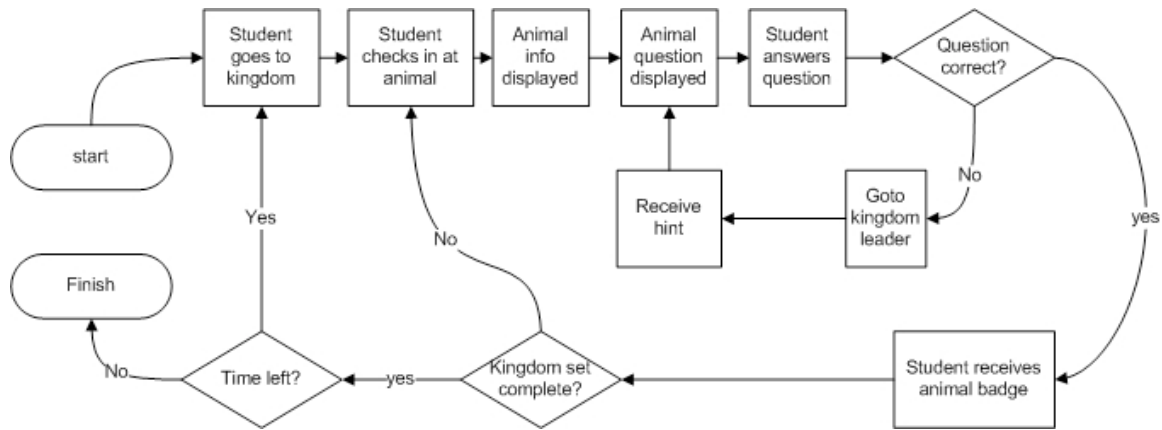 Student
goes to
kingdom
Student
checks in at
animal
Animal
info
displayed
Animal
question
displayed
Student
answers
question
Question
correct?
start
No
Goto
kingdom
leader
Receive
hint
yes
Yes
No
Finish
Student receives
animal badge
Kingdom set
complete?
yes
Time left?
No